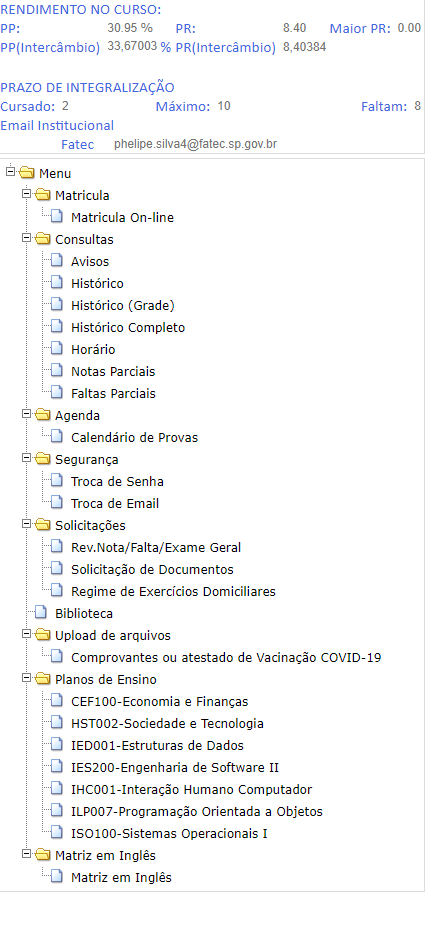 RENDIMENTO NO CURSO:
PP: 30.95 % PR: 8.40 Maior PR: 0.00
PP(Intercâmbio) 33,67003 % PR(Intercâmbio) 8,40384
PRAZO DE INTEGRALIZAÇÃO
Cursado: 2 Máximo: 10 Faltam: 8
Email Institucional
Fatec phelipe.silva4@fatec.sp.gov.br
Menu
Matricula
Matricula On-line
Consultas
Avisos
Histórico
Histórico (Grade)
Histórico Completo
Horário
Notas Parciais
Faltas Parciais
Agenda
Calendário de Provas
Segurança
Troca de Senha
Troca de Email
Solicitações
Rev.Nota/Falta/Exame Geral
Solicitação de Documentos
Regime de Exercícios Domiciliares
Biblioteca
Upload de arquivos
Comprovantes ou atestado de Vacinação COVID-19
Planos de Ensino
CEF100-Economia e Finanças
HST002-Sociedade e Tecnologia
IED001-Estruturas de Dados
IES200-Engenharia de Software II
IHC001-Interação Humano Computador
ILP007-Programação Orientada a Objetos
ISO100-Sistemas Operacionais I
Matriz em Inglês
Matriz em Inglês